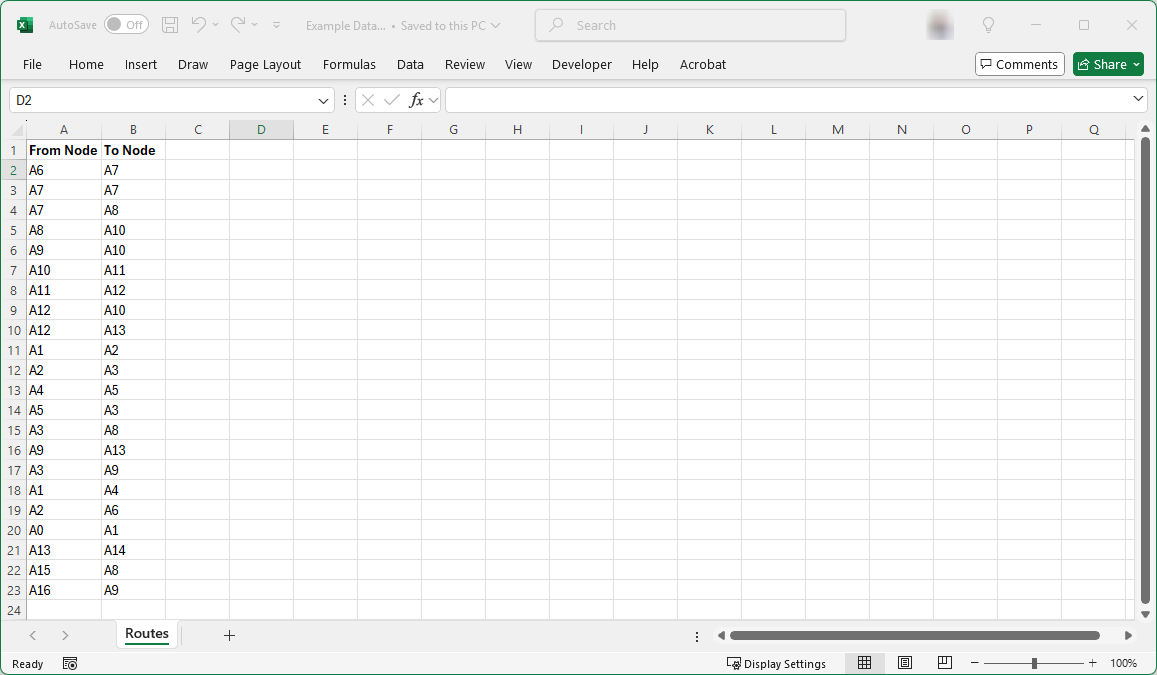 AutoSave Off Example Data... • Saved to this PC Search
File Home Insert Draw Page Layout Formulas Data Review View Developer Help Acrobat Comments Share
D2 fx
A B C D E F G H I J K L M N O P Q
1 From Node To Node
2 A6 A7
3 A7 A7
4 A7 A8
5 A8 A10
6 A9 A10
7 A10 A11
8 A11 A12
9 A12 A10
10 A12 A13
11 A1 A2
12 A2 A3
13 A4 A5
14 A5 A3
15 A3 A8
16 A9 A13
17 A3 A9
18 A1 A4
19 A2 A6
20 A0 A1
21 A13 A14
22 A15 A8
23 A16 A9
24
Routes
Ready Display Settings 100%